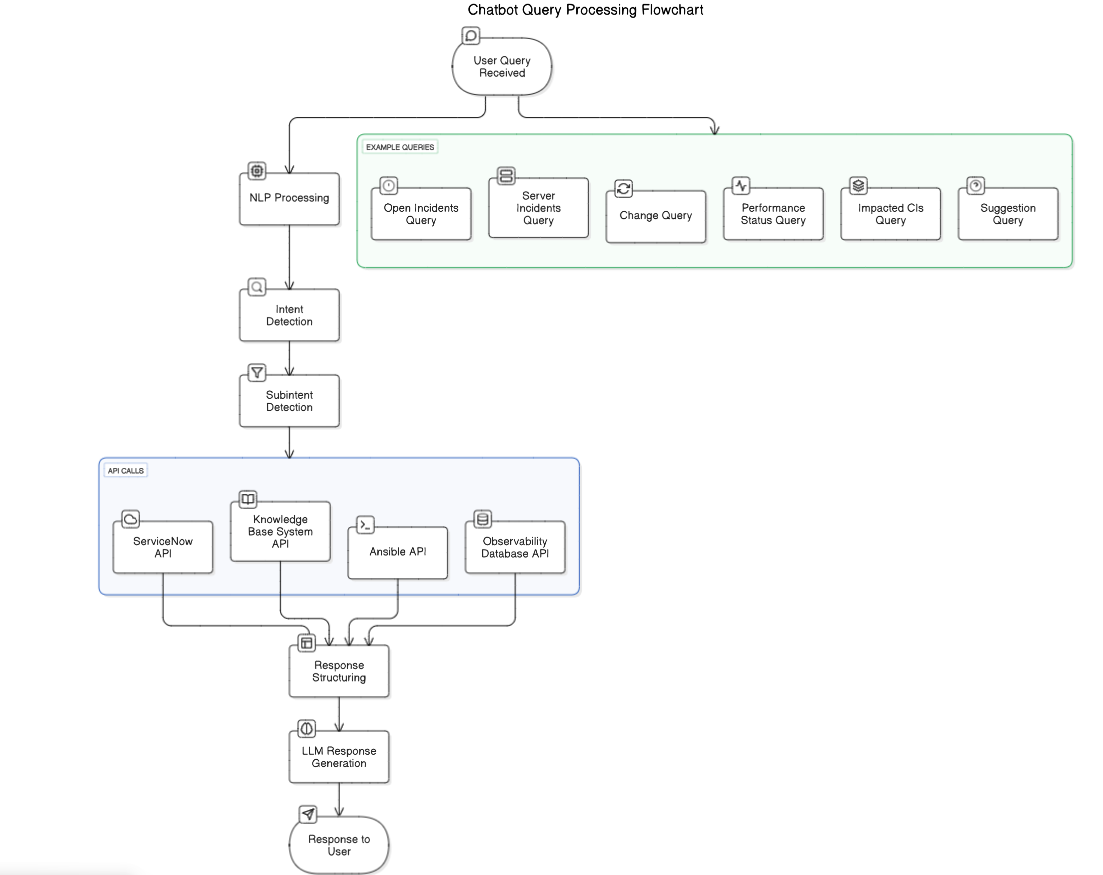 Chatbot Query Processing Flowchart
User Query
Received
EXAMPLE QUERIES
NLP Processing
Open Incidents
Query
Server
Incidents
Query
Change Query
Performance
Status Query
Impacted CIs
Query
Suggestion
Query
Intent
Detection
Subintent
Detection
API CALLS
ServiceNow
API
Knowledge
Base System
API
Ansible API
Observability
Database API
Response
Structuring
LLM Response
Generation
Response to
User